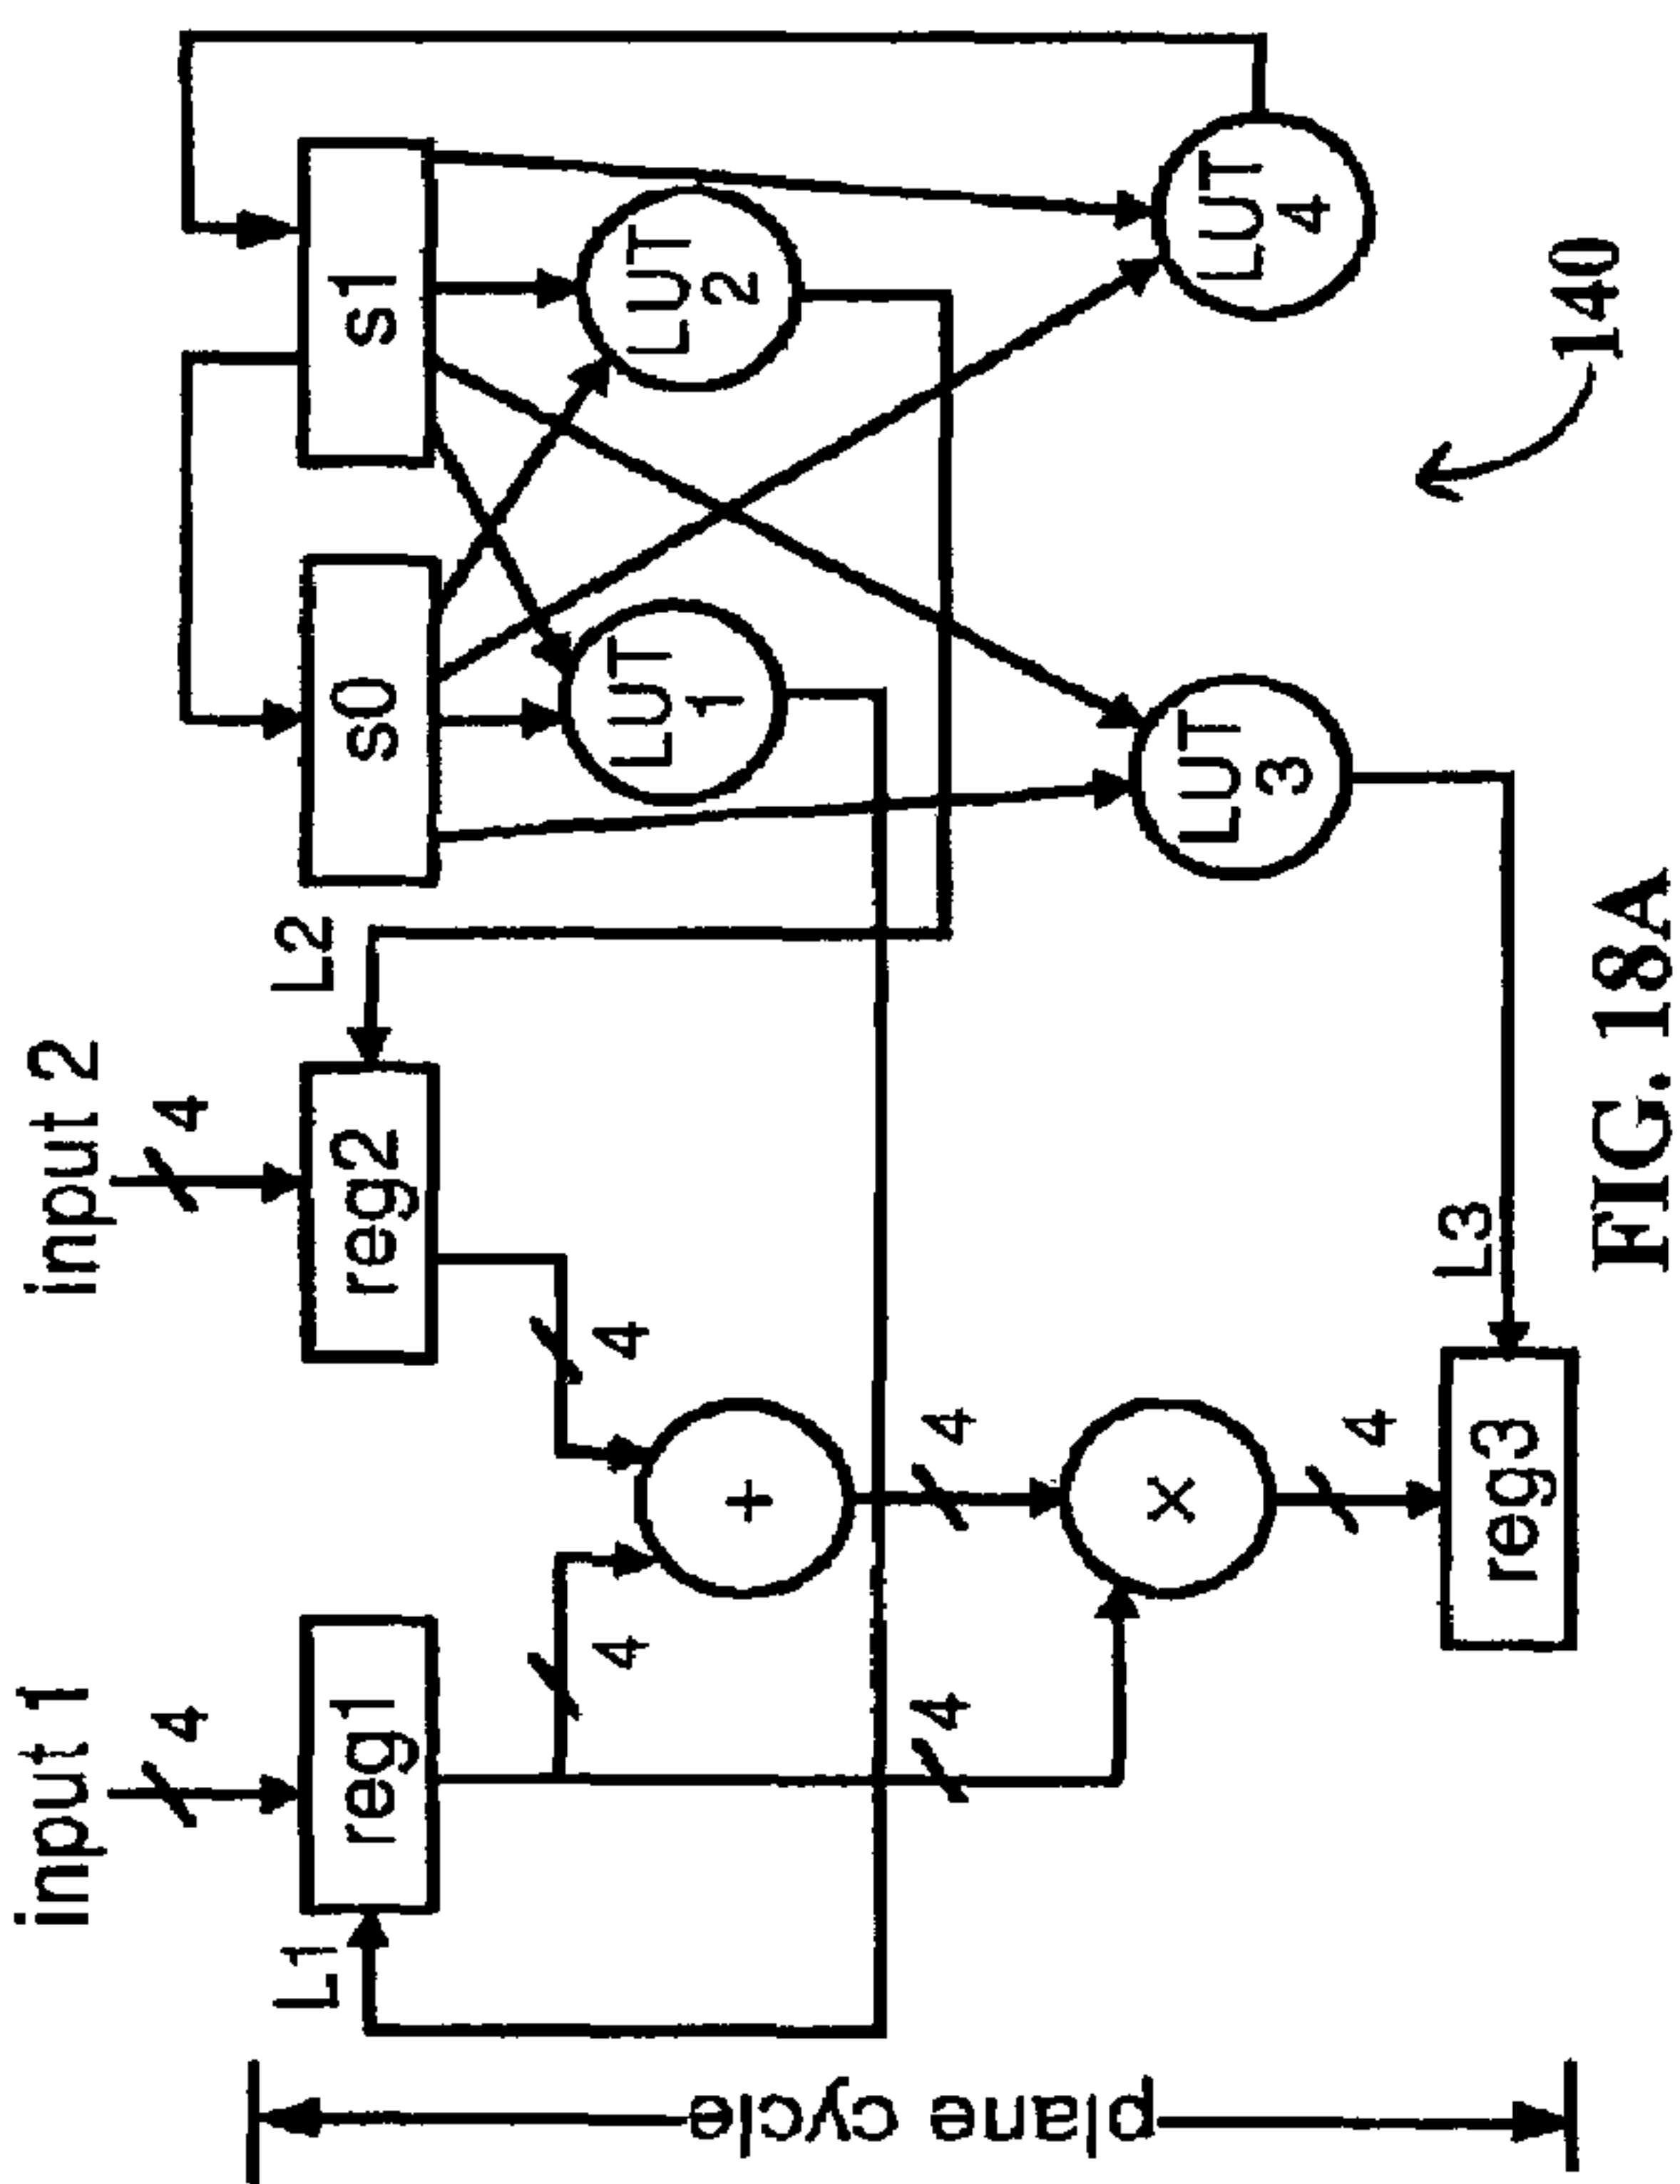 input 1
input 2
4
4
L1
reg1
reg2
L2
s0
s1
4
4
+
LUT
1
LUT
2
4
4
x
LUT
3
LUT
4
4
reg3
L3
plane cycle
140
FIG. 18A